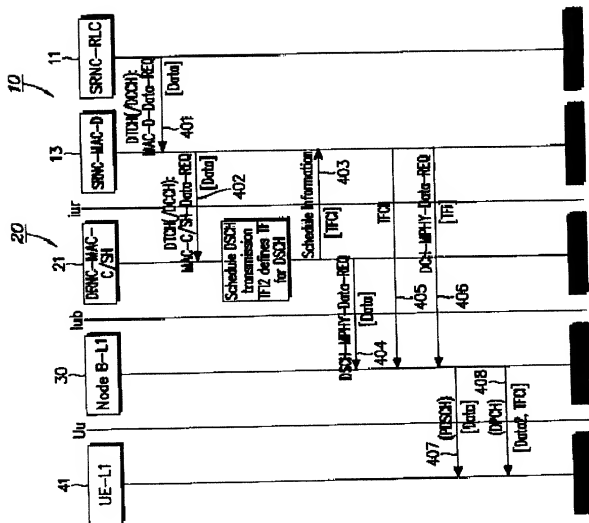 10
11
SRNC-RLC
13
SRNC-MAC-D
iur
20
21
DRNC-MAC-
C/SH
Iub
30
Node B-L1
Uu
41
UE-L1
DTCH(/DCCH):
MAC-D-Data-REQ
[Data]
401
DTCH(/DCCH):
MAC-C/SH-Data-REQ
[Data]
402
Schedule DSCH
transmission
TFI2 defines TF
for DSCH
Schedule Information
[TFCI]
403
DSCH-MPHY-Data-REQ
[Data]
404
TFCI
405
DCH-MPHY-Data-REQ
[TFI]
406
(PDSCH)
[Data]
407
(DPCH)
[Data2, TFCI]
408